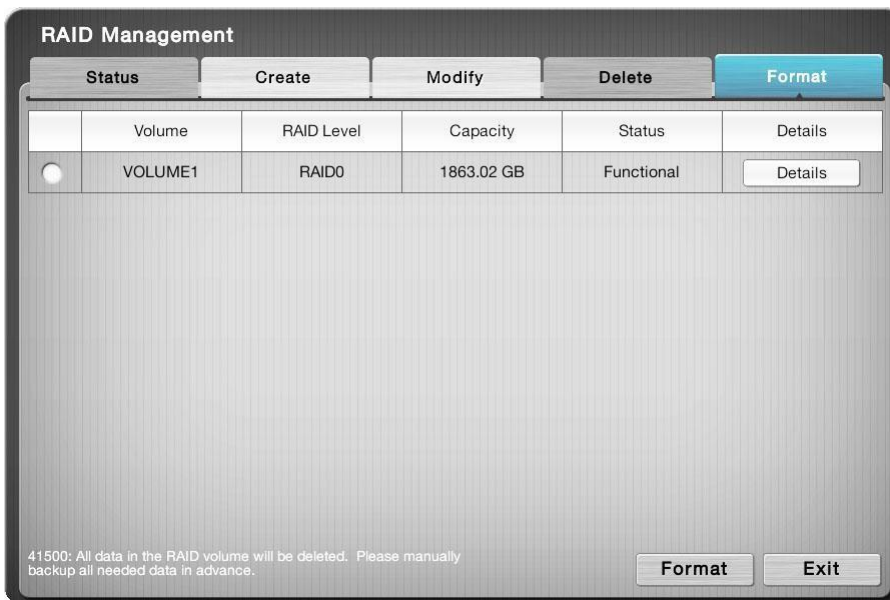 RAID Management
Status Create Modify Delete Format
Volume RAID Level Capacity Status Details
VOLUME1 RAID0 1863.02 GB Functional Details
41500: All data in the RAID volume will be deleted. Please manually
backup all needed data in advance.
Format Exit